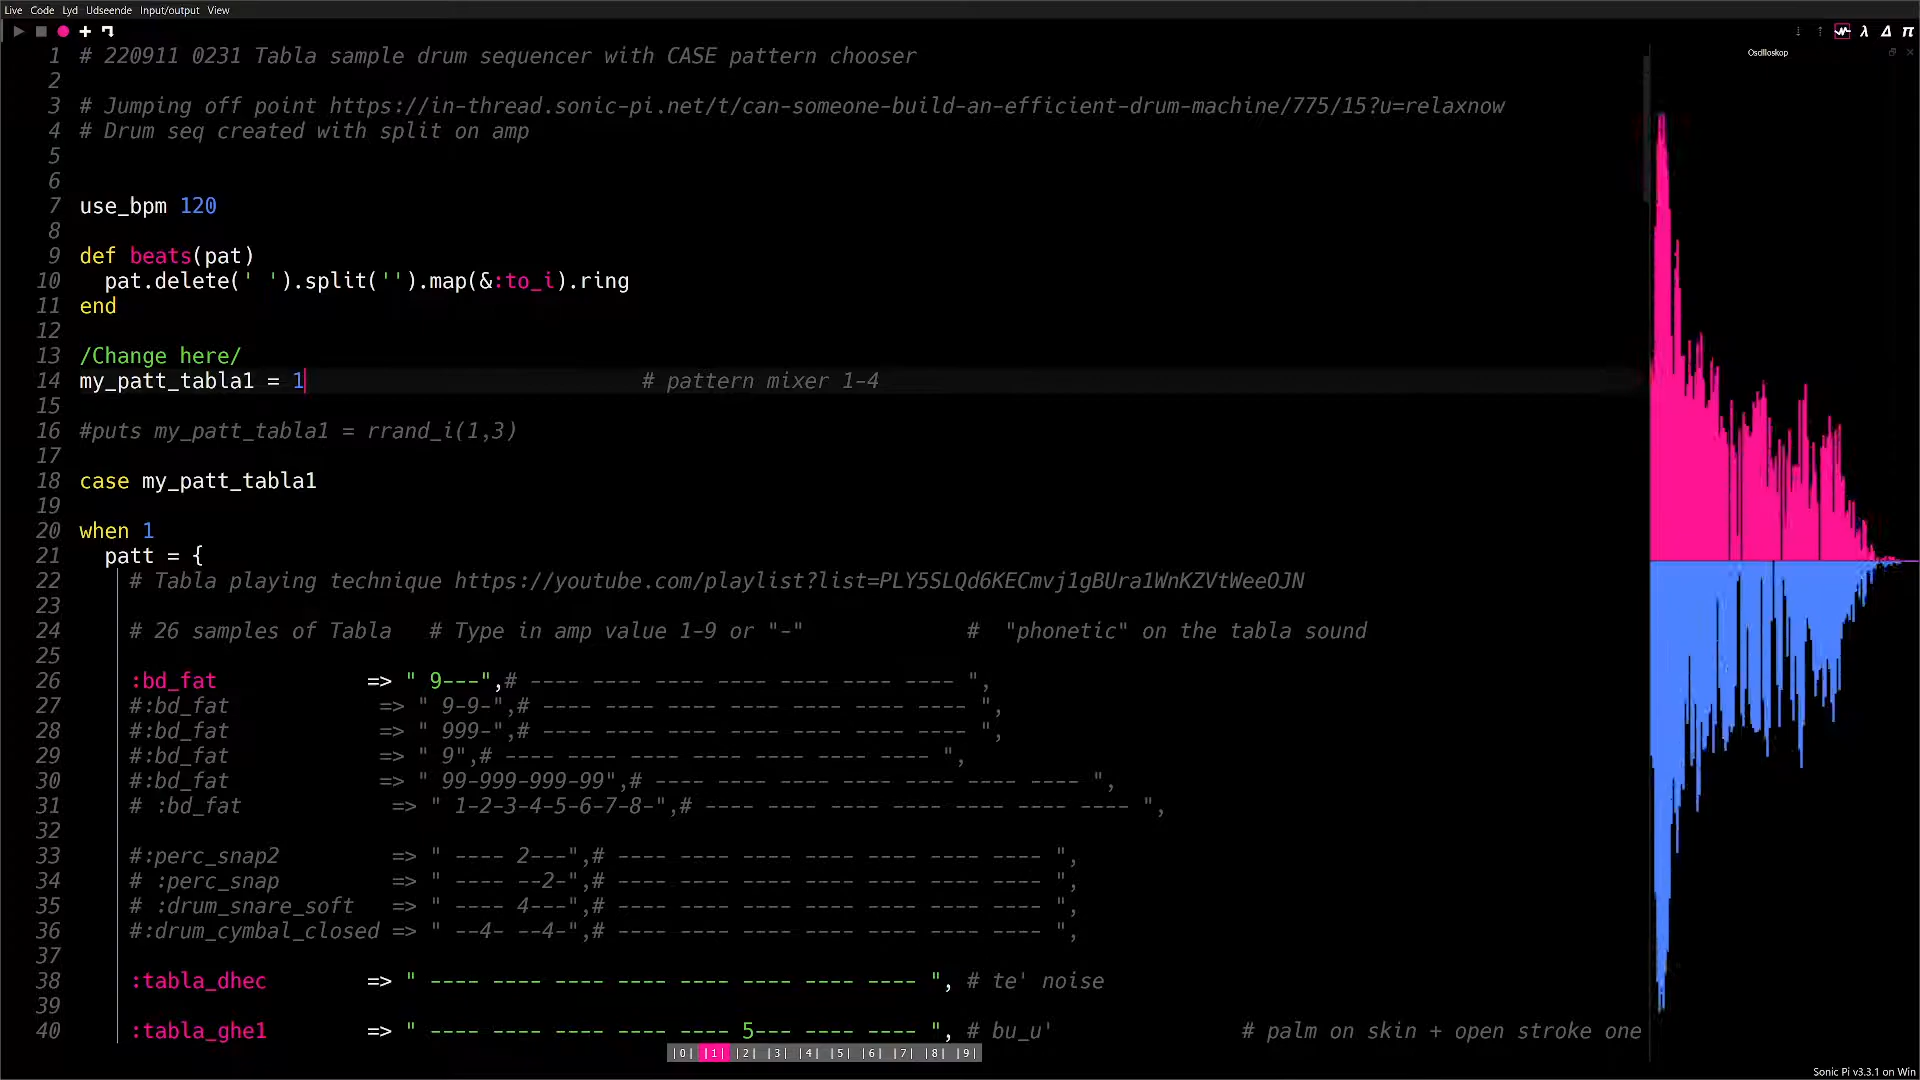 Live Code Lyd Udseende Input/output View
Oscilloskop
1 # 220911 0231 Tabla sample drum sequencer with CASE pattern chooser
2
3 # Jumping off point https://in-thread.sonic-pi.net/t/can-someone-build-an-efficient-drum-machine/775/15?u=relaxnow
4 # Drum seq created with split on amp
5
6
7 use_bpm 120
8
9 def beats(pat)
10 pat.delete(' ').split('').map(&:to_i).ring
11 end
12
13 /Change here/
14 my_patt_tabla1 = 1 # pattern mixer 1-4
15
16 #puts my_patt_tabla1 = rrand_i(1,3)
17
18 case my_patt_tabla1
19
20 when 1
21 patt = {
22 # Tabla playing technique https://youtube.com/playlist?list=PLY5SLQd6KECmvj1gBUra1WnKZVtWeeOJN
23
24 # 26 samples of Tabla # Type in amp value 1-9 or "-" # "phonetic" on the tabla sound
25
26 :bd_fat => " 9---",# ---- ---- ---- ---- ---- ---- ---- ",
27 #:bd_fat => " 9-9-",# ---- ---- ---- ---- ---- ---- ---- ",
28 #:bd_fat => " 999-",# ---- ---- ---- ---- ---- ---- ---- ",
29 #:bd_fat => " 9",# ---- ---- ---- ---- ---- ---- ---- ",
30 #:bd_fat => " 99-999-999-99",# ---- ---- ---- ---- ---- ---- ---- ",
31 # :bd_fat => " 1-2-3-4-5-6-7-8-",# ---- ---- ---- ---- ---- ---- ---- ",
32
33 #:perc_snap2 => " ---- 2---",# ---- ---- ---- ---- ---- ---- ---- ",
34 # :perc_snap => " ---- --2-",# ---- ---- ---- ---- ---- ---- ---- ",
35 # :drum_snare_soft => " ---- 4---",# ---- ---- ---- ---- ---- ---- ---- ",
36 #:drum_cymbal_closed => " --4- --4-",# ---- ---- ---- ---- ---- ---- ---- ",
37
38 :tabla_dhec => " ---- ---- ---- ---- ---- ---- ---- ---- ", # te' noise
39
40 :tabla_ghe1 => " ---- ---- ---- ---- ---- 5--- ---- ---- ", # bu_u' # palm on skin + open stroke one
|0| |1| |2| |3| |4| |5| |6| |7| |8| |9|
Sonic Pi v3.3.1 on Win